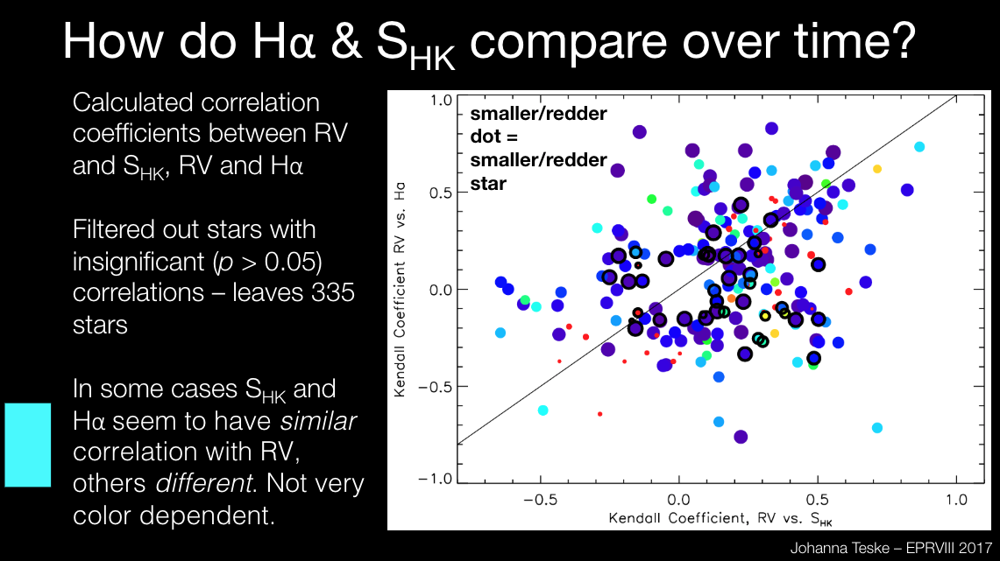 How do Hα & S_HK compare over time?
Calculated correlation
coefficients between RV
and S_HK, RV and Hα
Filtered out stars with
insignificant (p > 0.05)
correlations – leaves 335
stars
In some cases S_HK and
Hα seem to have similar
correlation with RV,
others different. Not very
color dependent.
smaller/redder
dot =
smaller/redder
star
Kendall Coefficient RV vs. Hα
1.0
0.5
0.0
−0.5
−1.0
−0.5 0.0 0.5 1.0
Kendall Coefficient, RV vs. S_HK
Johanna Teske – EPRVIII 2017